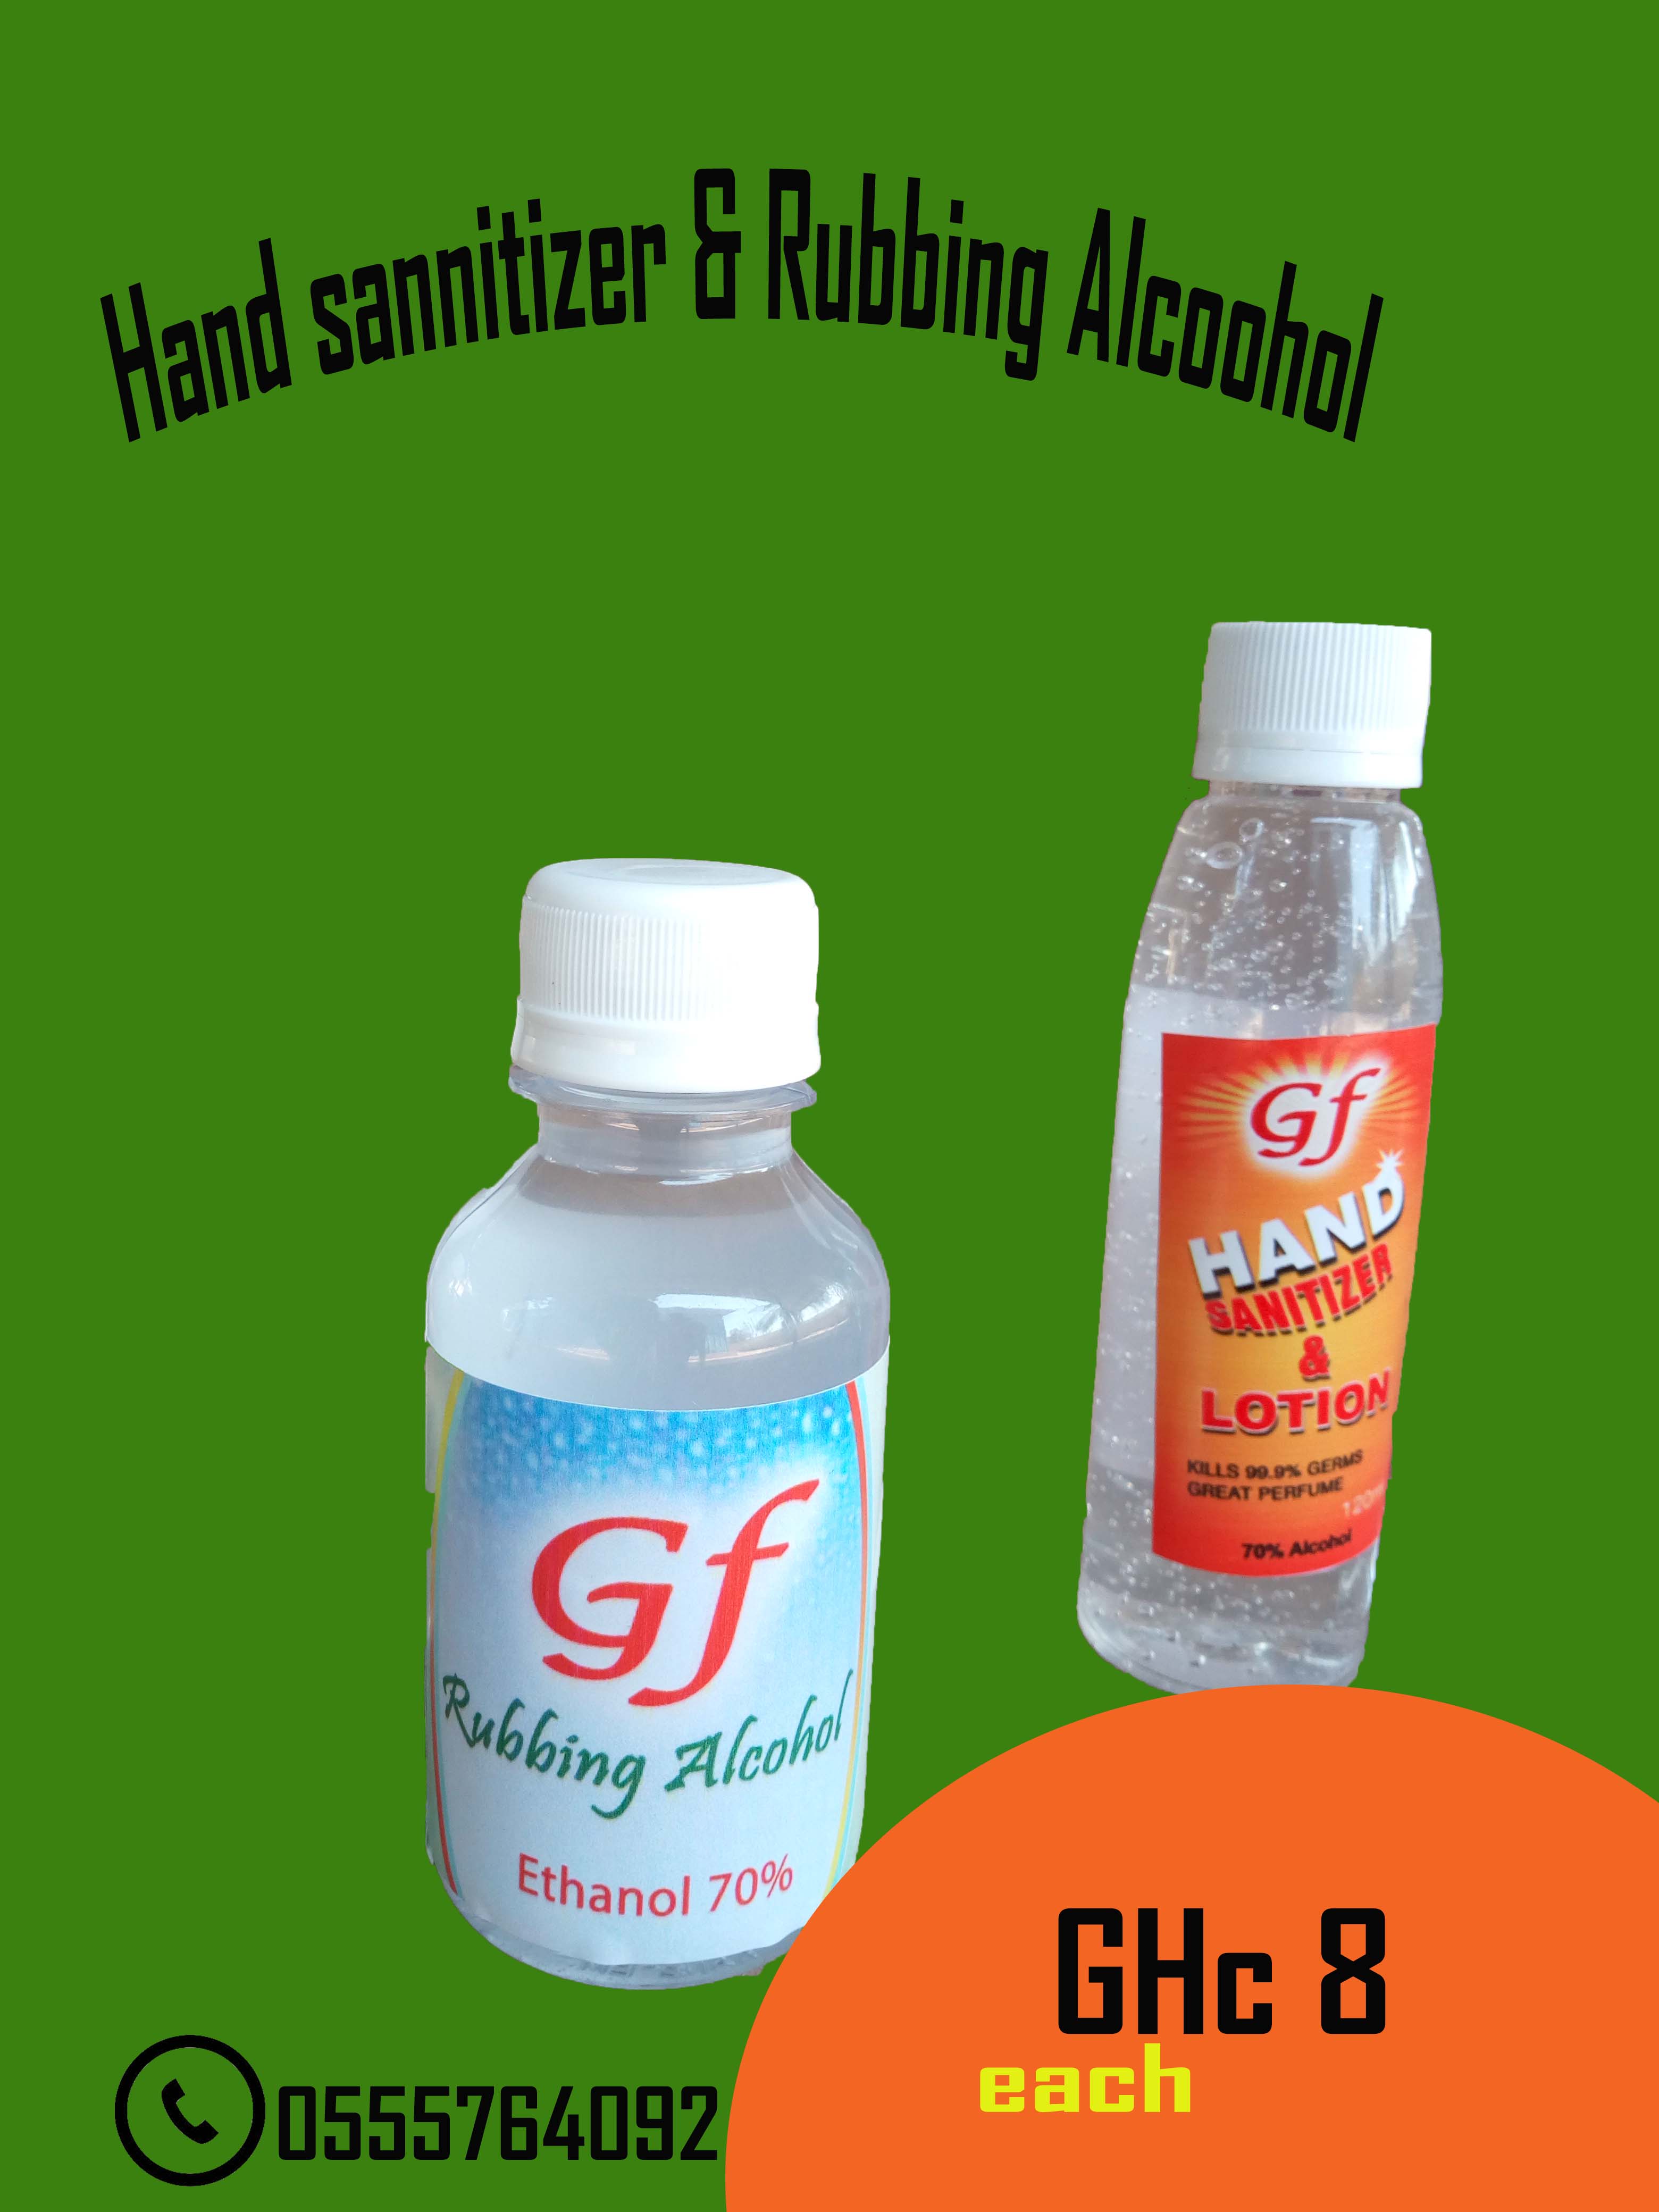 Hand sannitizer & Rubbing Alcoohol
Gf
HAND
SANITIZER
&
LOTION
KILLS 99.9% GERMS
GREAT PERFUME
70% Alcohol
Gf
Rubbing Alcohol
Ethanol 70%
GHc 8
each
0555764092